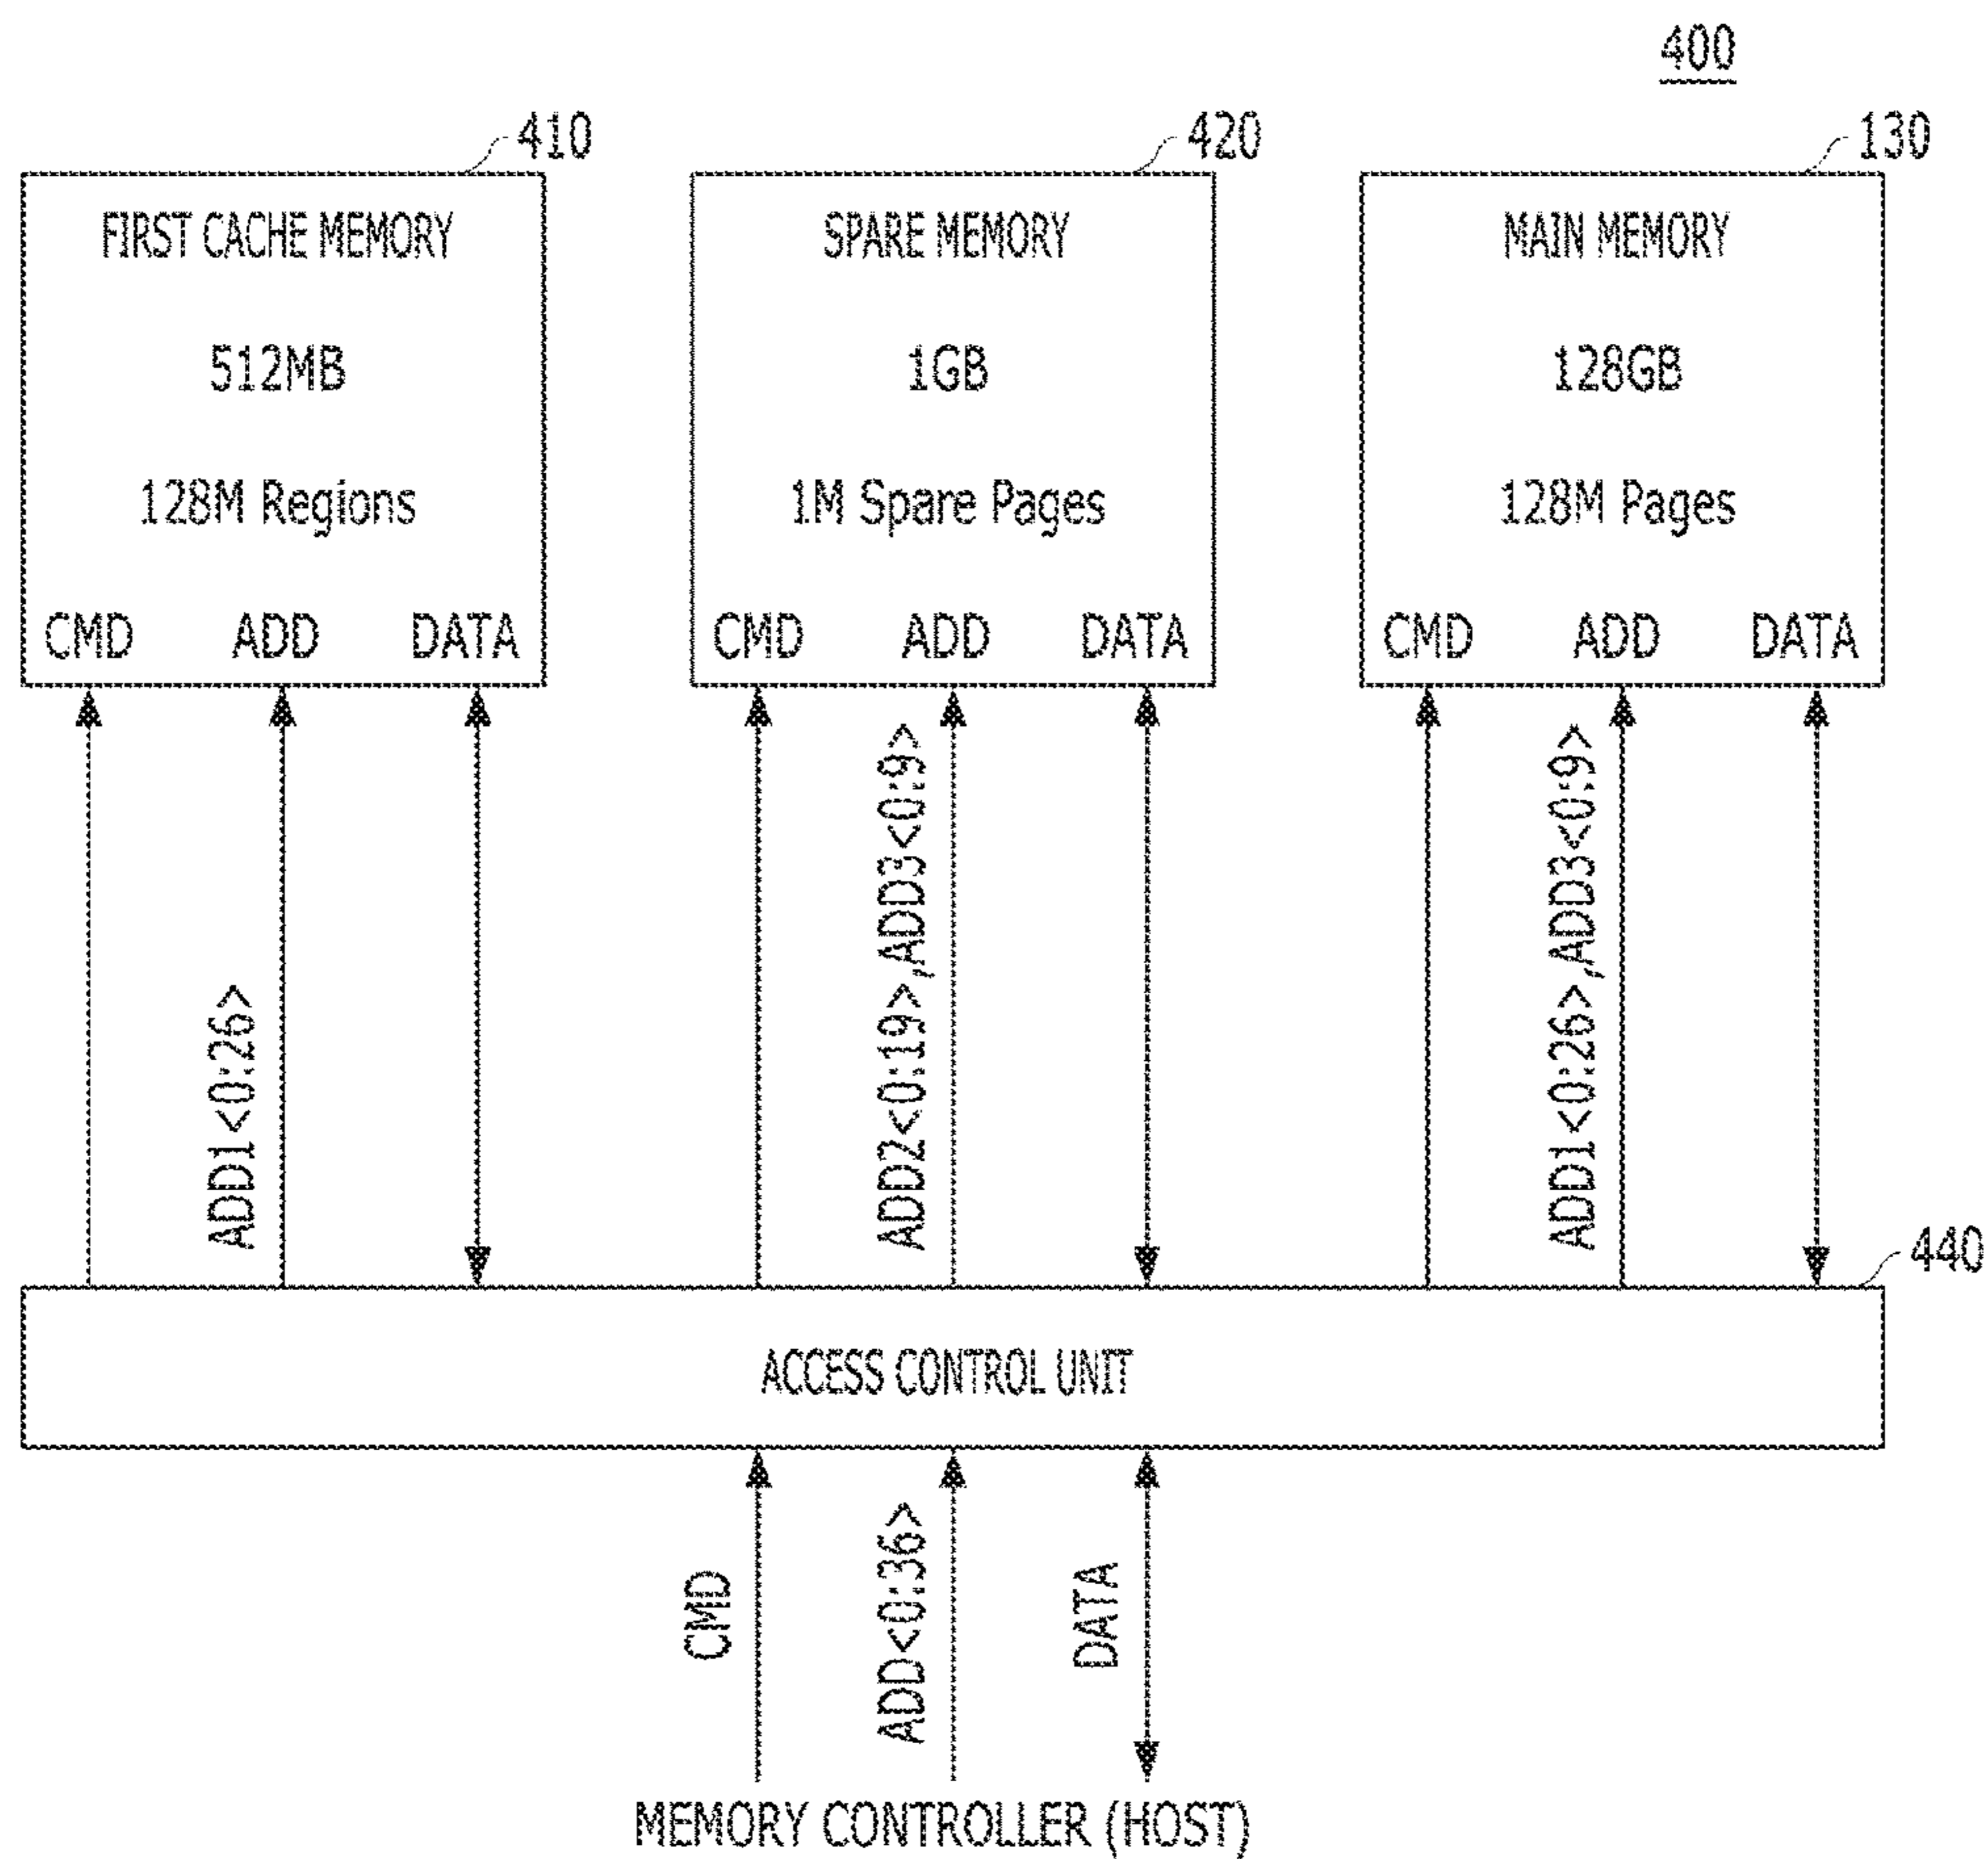 400
410
420
130
FIRST CACHE MEMORY
512MB
128M Regions
CMD ADD DATA
SPARE MEMORY
1GB
1M Spare Pages
CMD ADD DATA
MAIN MEMORY
128GB
128M Pages
CMD ADD DATA
ADD1<0:26>
ADD2<0:19>,ADD3<0:9>
ADD1<0:26>,ADD3<0:9>
440
ACCESS CONTROL UNIT
CMD
ADD<0:36>
DATA
MEMORY CONTROLLER (HOST)